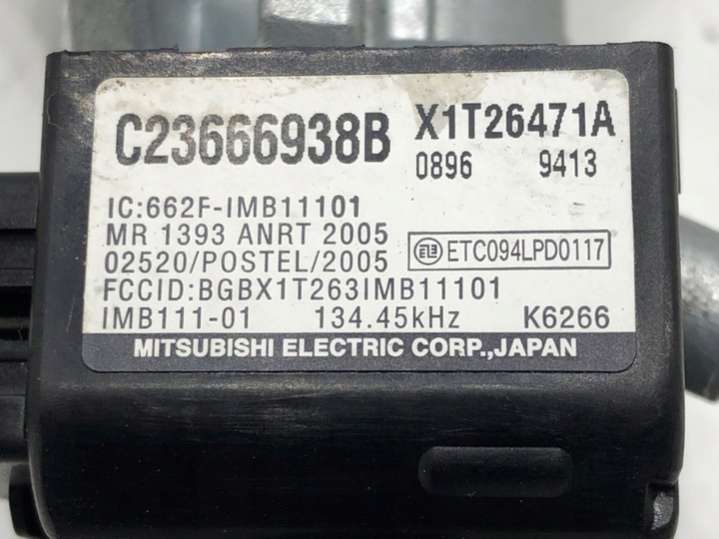 C23666938B X1T26471A
0896 9413
IC:662F-IMB11101
MR 1393 ANRT 2005
02520/POSTEL/2005 ETC094LPD0117
FCCID:BGBX1T263IMB11101
IMB111-01 134.45kHz K6266
MITSUBISHI ELECTRIC CORP.,JAPAN